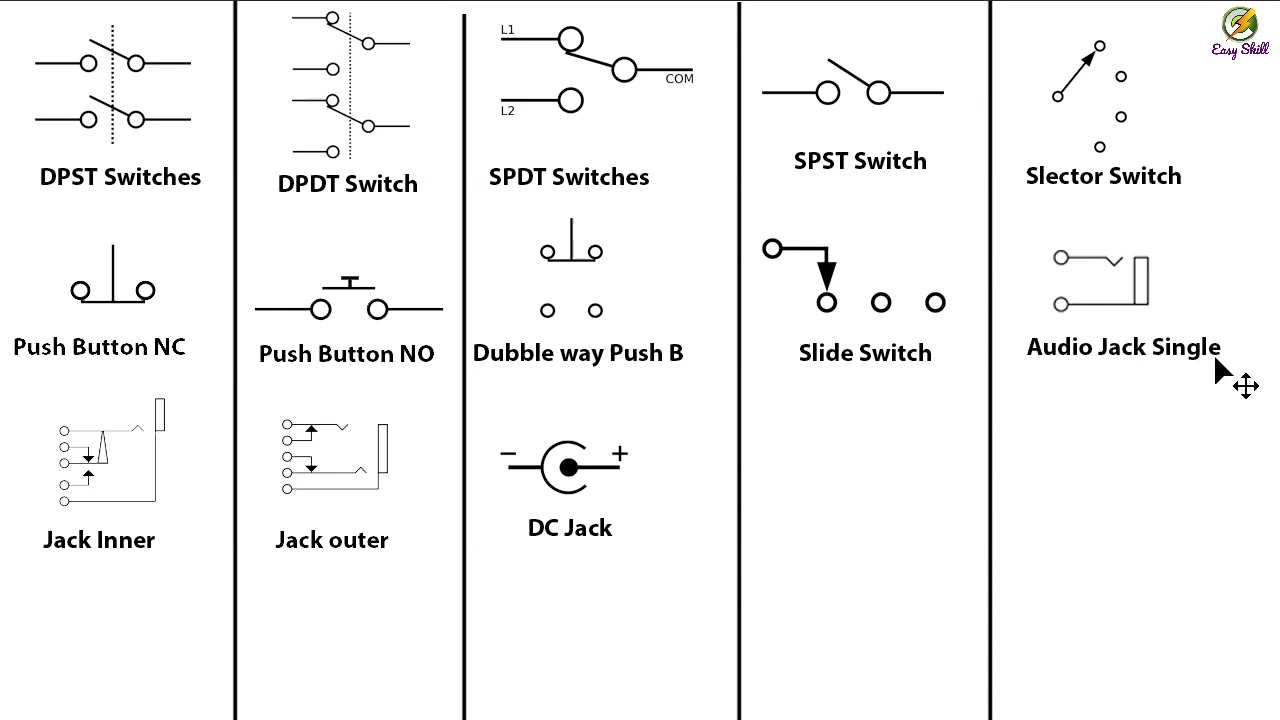 Easy Skill
L1
COM
L2
DPST Switches
DPDT Switch
SPDT Switches
SPST Switch
Slector Switch
Push Button NC
Push Button NO
Dubble way Push B
Slide Switch
Audio Jack Single
− +
Jack Inner
Jack outer
DC Jack